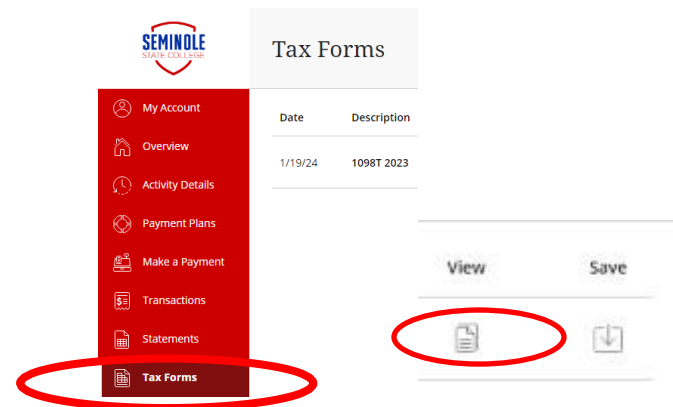 SEMINOLE
STATE COLLEGE
Tax Forms
My Account
Overview
Activity Details
Payment Plans
Make a Payment
Transactions
Statements
Tax Forms
Date Description
1/19/24 1098T 2023
View Save